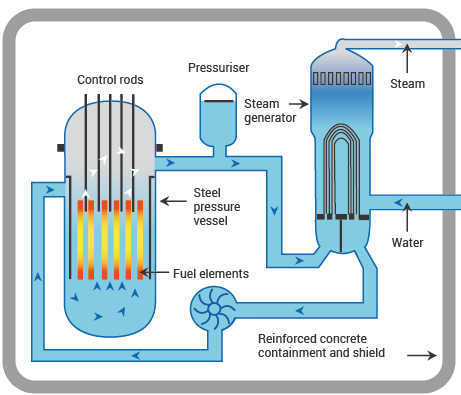 Control rods
Pressuriser
Steam
generator
Steam
Steel
pressure
vessel
Water
Fuel elements
Reinforced concrete
containment and shield